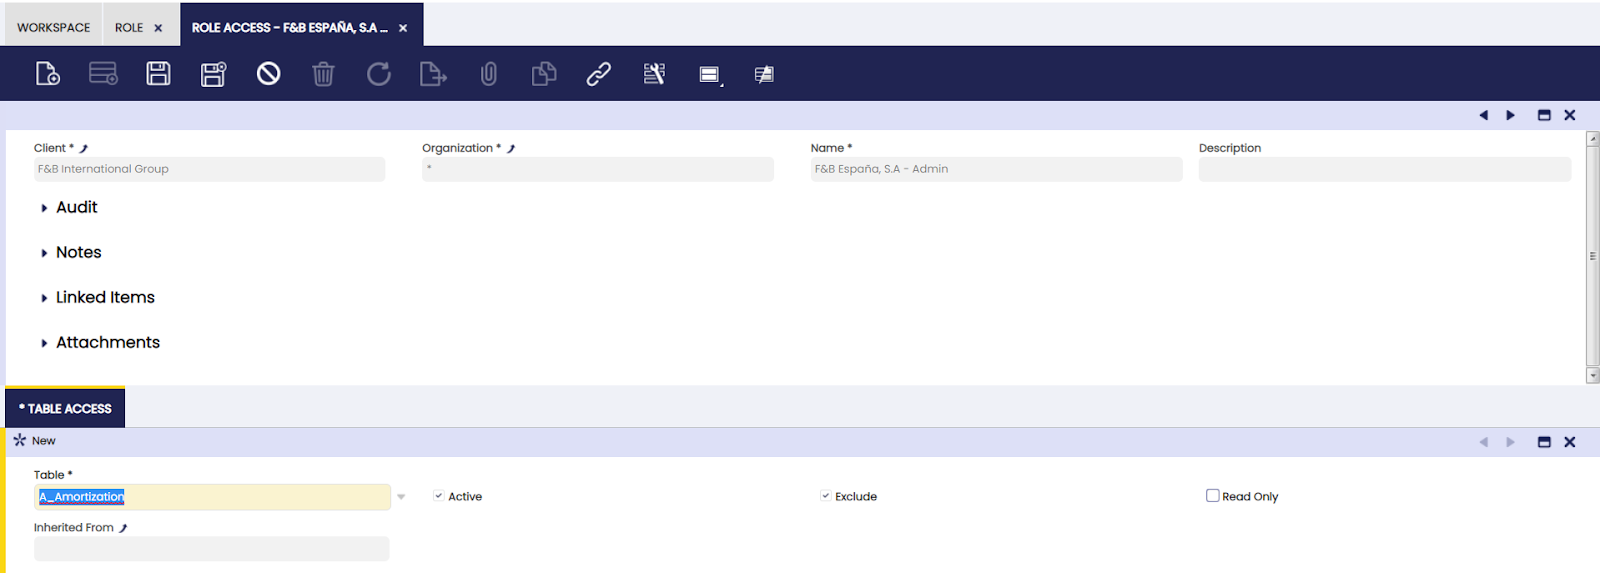 WORKSPACE ROLE ROLE ACCESS - F&B ESPAÑA, S.A ...
Client * Organization * Name * Description
F&B International Group * F&B España, S.A - Admin
Audit
Notes
Linked Items
Attachments
* TABLE ACCESS
New
Table *
A_Amortization Active Exclude Read Only
Inherited From